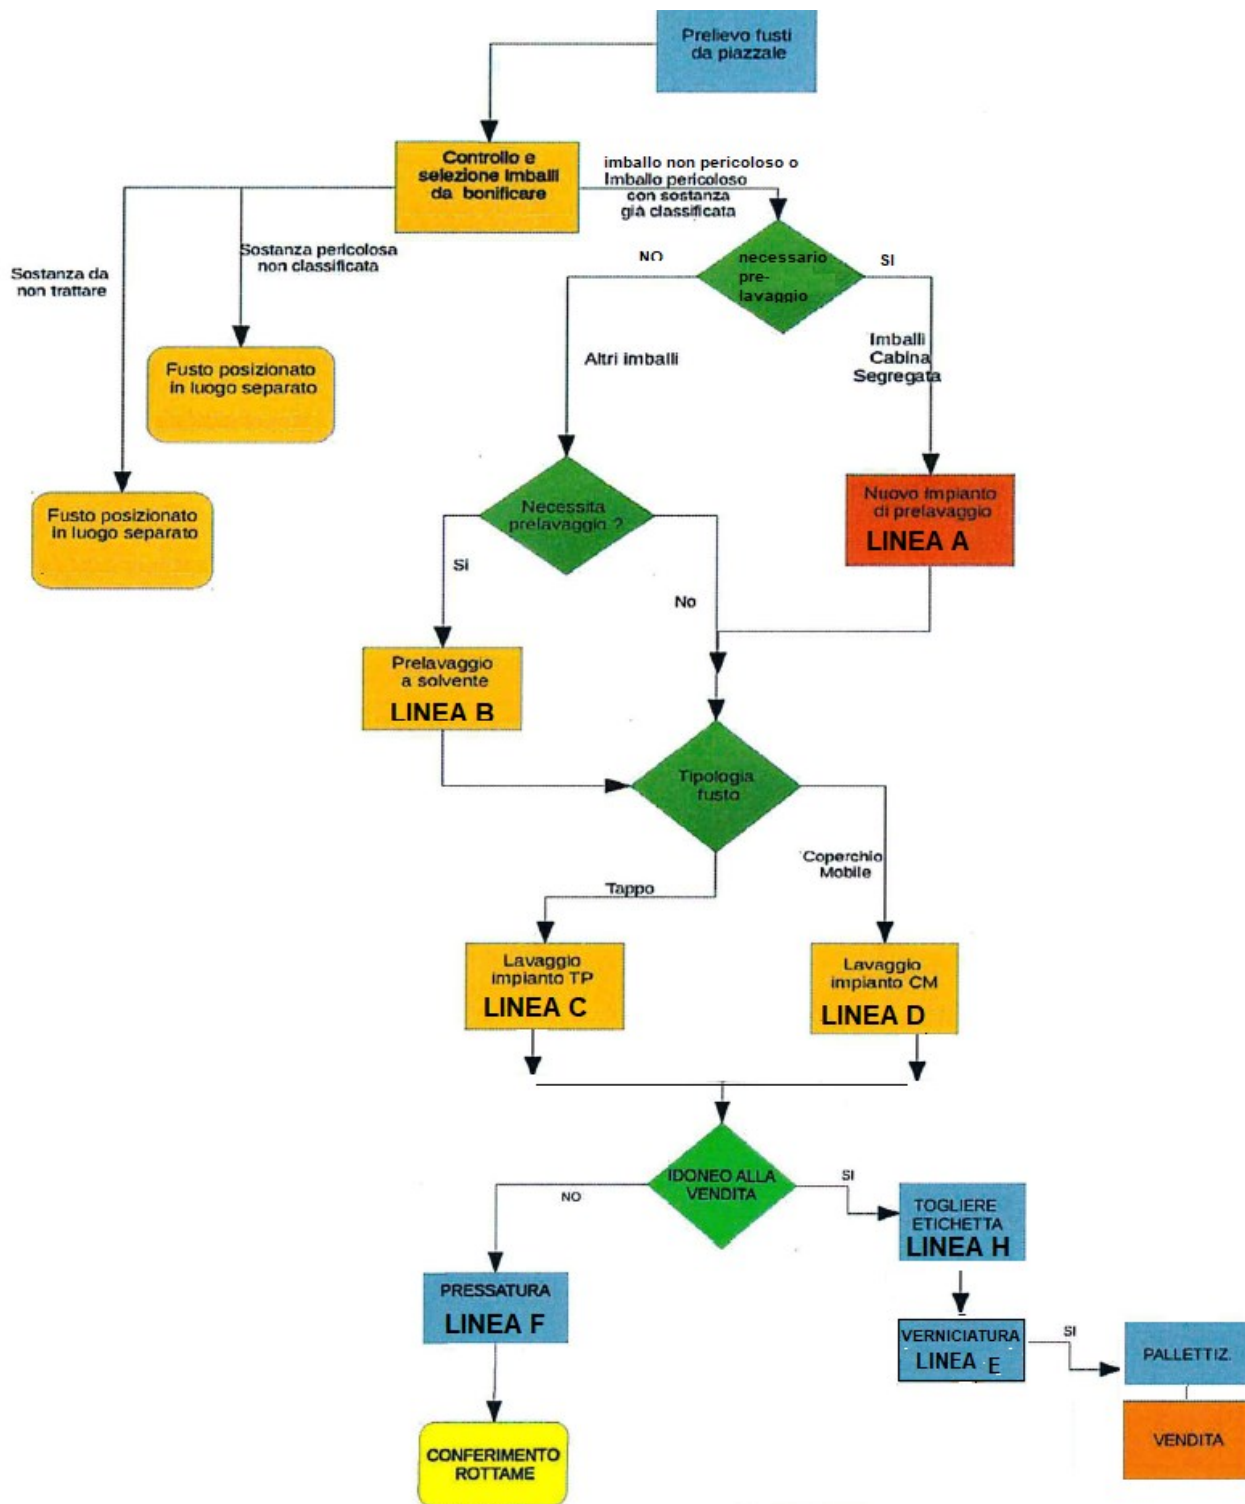 Prelievo fusti
da piazzale
Controllo e
selezione Imballi
da bonificare
imballo non pericoloso o
Imballo pericoloso
con sostanza
già classificata
Sostanza pericolosa
non classificata
Sostanza da
non trattare
NO
necessario
pre-
lavaggio
SI
Fusto posizionato
in luogo separato
Altri imballi
Imballi
Cabina
Segregata
Fusto posizionato
in luogo separato
Necessita
prelavaggio ?
Nuovo Impianto
di prelavaggio
LINEA A
Si
No
Prelavaggio
a solvente
LINEA B
Tipologia
fusto
Coperchio
Mobile
Tappo
Lavaggio
impianto TP
LINEA C
Lavaggio
impianto CM
LINEA D
IDONEO ALLA
VENDITA
NO
SI
TOGLIERE
ETICHETTA
LINEA H
PRESSATURA
LINEA F
VERNICIATURA
LINEA E
SI
PALLETTIZ.
CONFERIMENTO
ROTTAME
VENDITA